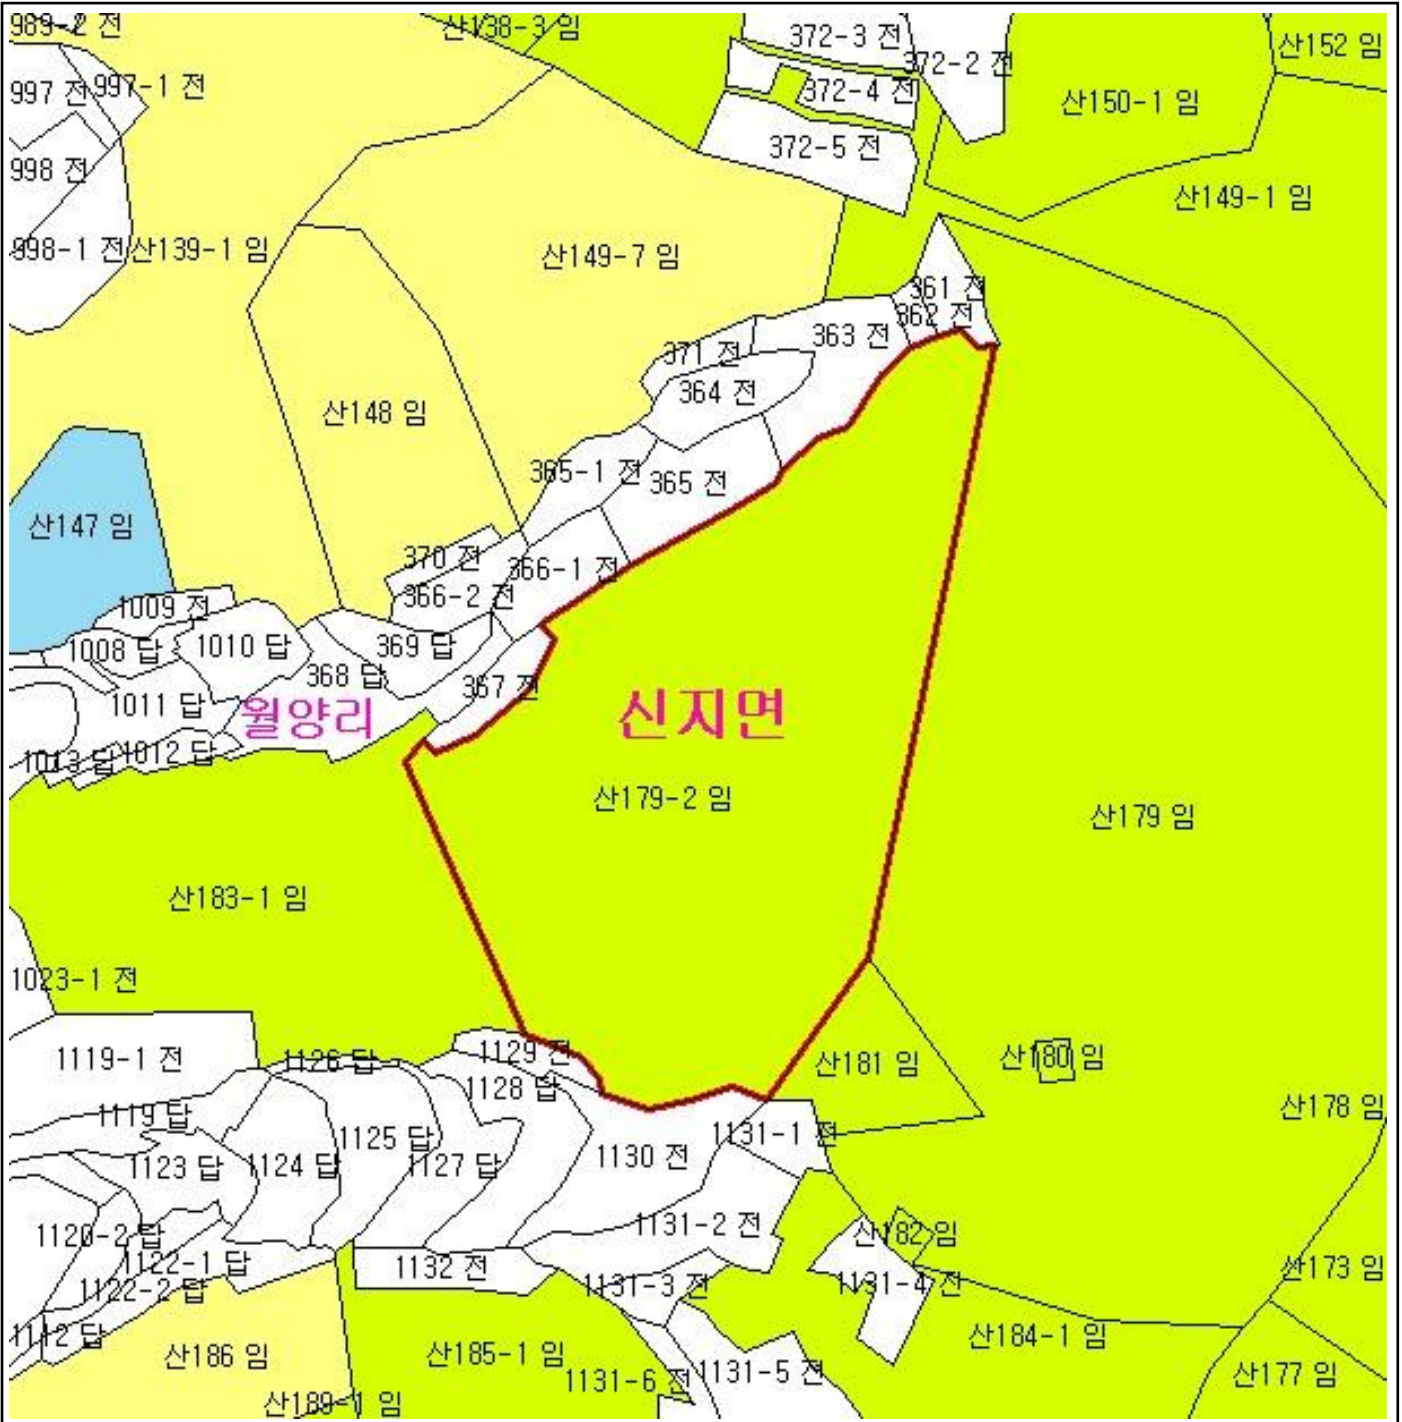 989-2 전
산138-3 임
372-3 전
산152 임
372-2 전
997 전
997-1 전
372-4 전
산150-1 임
372-5 전
998 전
산149-1 임
998-1 전
산139-1 임
산149-7 임
361 전
362 전
363 전
371 전
364 전
산148 임
365-1 전
365 전
산147 임
370 전
366-1 전
366-2 전
1009 전
1008 답
1010 답
369 답
368 답
367 전
1011 답
월양리
신지면
1013 답
1012 답
산179-2 임
산179 임
산183-1 임
1023-1 전
1119-1 전
1126 답
1129 전
산181 임
산180 임
1128 답
1119 답
산178 임
1125 답
1131-1 전
1123 답
1124 답
1127 답
1130 전
1120-2 답
1131-2 전
산182 임
1122-1 답
1132 전
산173 임
1122-2 답
1131-3 전
1131-4 전
1112 답
산186 임
산185-1 임
산184-1 임
1131-6 전
1131-5 전
산177 임
산189-1 임